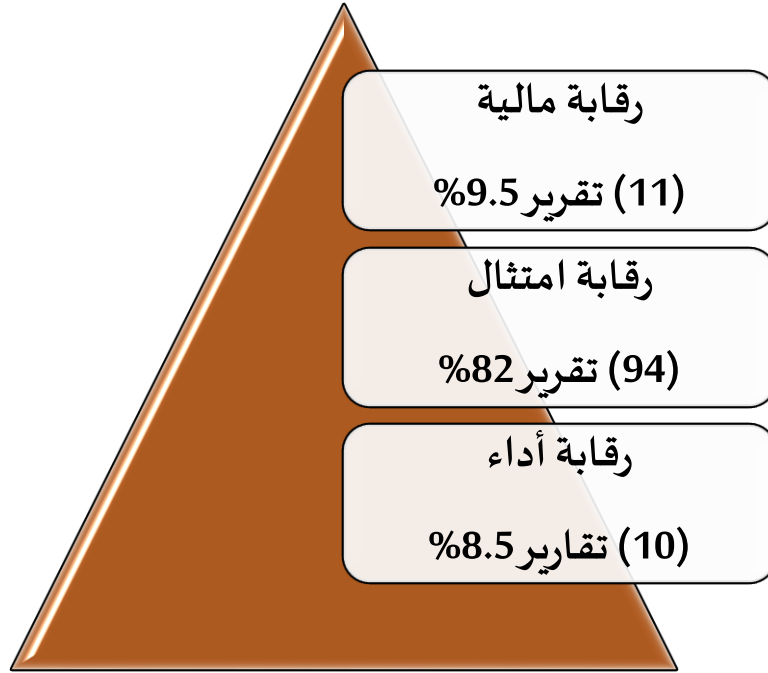 رقابة مالية
(11) تقرير 9.5%
رقابة امتثال
(94) تقرير 82%
رقابة أداء
(10) تقارير 8.5%